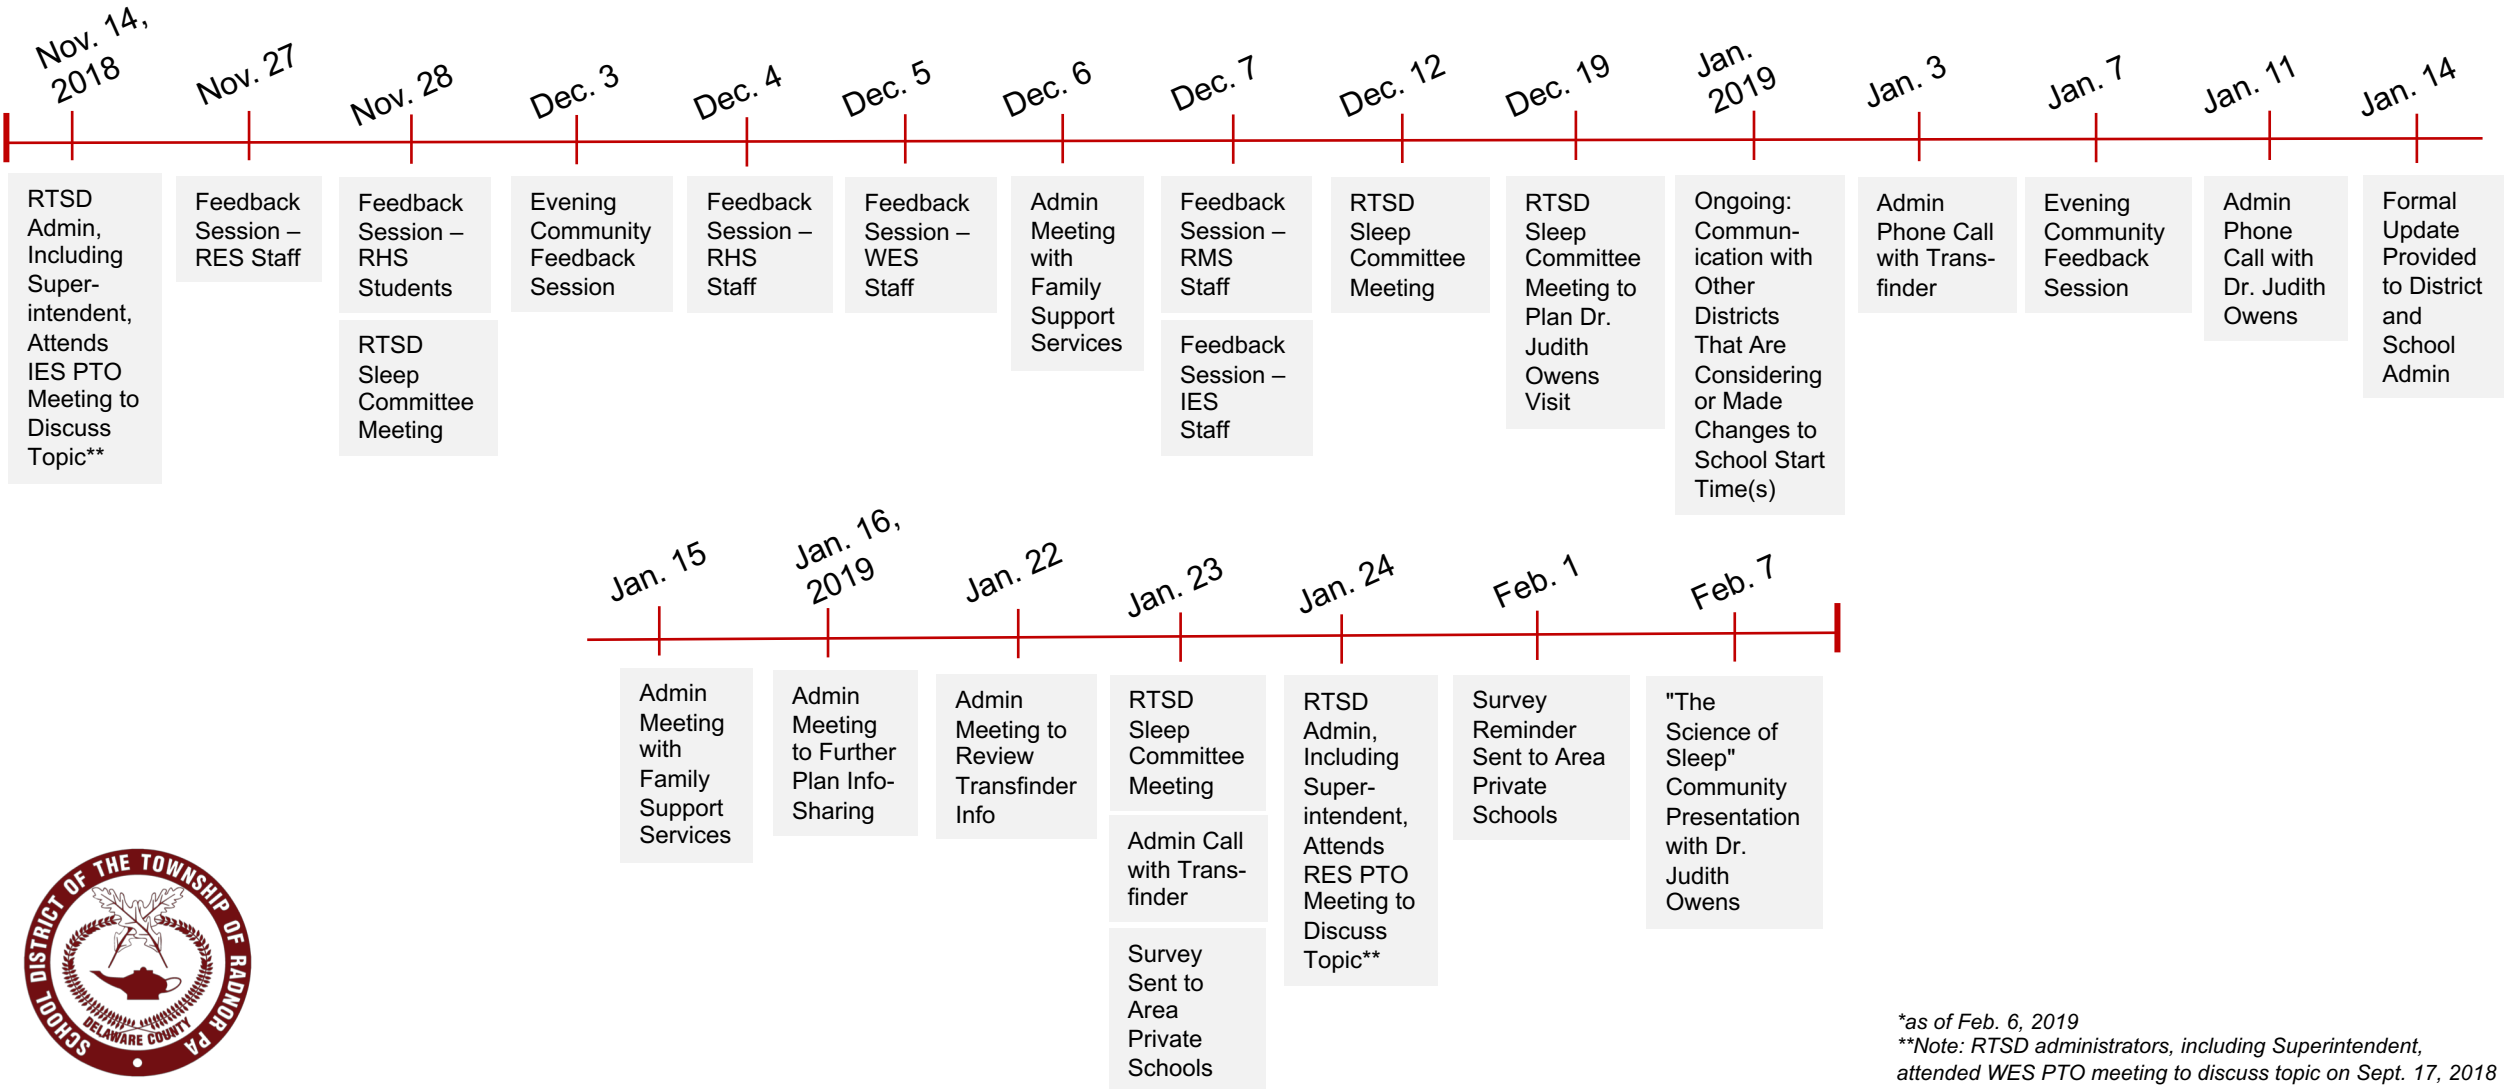 Nov. 14,
2018
RTSD
Admin,
Including
Super-
intendent,
Attends
IES PTO
Meeting to
Discuss
Topic**
Nov. 27
Feedback
Session –
RES Staff
Nov. 28
Feedback
Session –
RHS
Students
RTSD
Sleep
Committee
Meeting
Dec. 3
Evening
Community
Feedback
Session
Dec. 4
Feedback
Session –
RHS
Staff
Dec. 5
Feedback
Session –
WES
Staff
Dec. 6
Admin
Meeting
with
Family
Support
Services
Dec. 7
Feedback
Session –
RMS
Staff
Feedback
Session –
IES
Staff
Dec. 12
RTSD
Sleep
Committee
Meeting
Dec. 19
RTSD
Sleep
Committee
Meeting to
Plan Dr.
Judith
Owens
Visit
Jan.
2019
Ongoing:
Commun-
ication with
Other
Districts
That Are
Considering
or Made
Changes to
School Start
Time(s)
Jan. 3
Admin
Phone Call
with Trans-
finder
Jan. 7
Evening
Community
Feedback
Session
Jan. 11
Admin
Phone
Call with
Dr. Judith
Owens
Jan. 14
Formal
Update
Provided
to District
and
School
Admin
Jan. 15
Admin
Meeting
with
Family
Support
Services
Jan. 16,
2019
Admin
Meeting
to Further
Plan Info-
Sharing
Jan. 22
Admin
Meeting to
Review
Transfinder
Info
Jan. 23
RTSD
Sleep
Committee
Meeting
Admin Call
with Trans-
finder
Survey
Sent to
Area
Private
Schools
Jan. 24
RTSD
Admin,
Including
Super-
intendent,
Attends
RES PTO
Meeting to
Discuss
Topic**
Feb. 1
Survey
Reminder
Sent to Area
Private
Schools
Feb. 7
"The
Science of
Sleep"
Community
Presentation
with Dr.
Judith
Owens
SCHOOL DISTRICT OF THE TOWNSHIP OF RADNOR PA
DELAWARE COUNTY
*as of Feb. 6, 2019
**Note: RTSD administrators, including Superintendent,
attended WES PTO meeting to discuss topic on Sept. 17, 2018